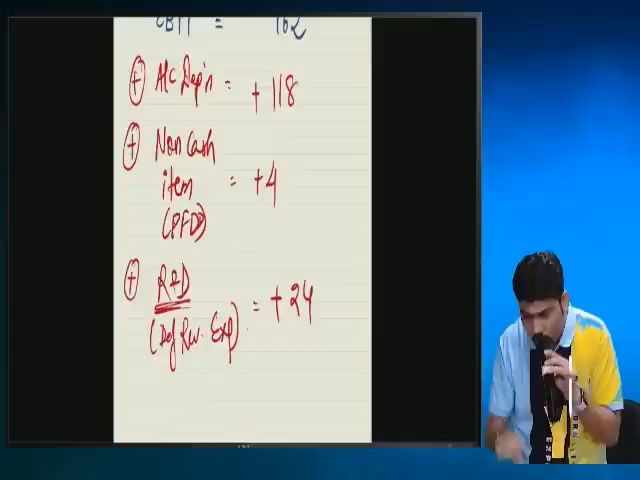 EBIT = 162
⊕ A/c Dep'n = +118
⊕ Non Cash
item = +4
(PFDD)
⊕ R&D = +24
(Def Rev. Exp)